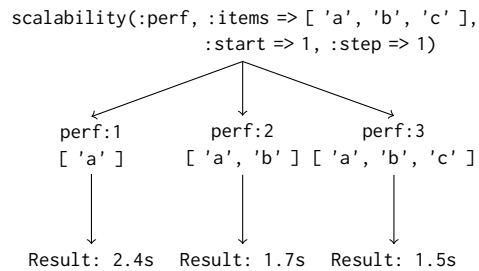 scalability(:perf, :items => [ 'a', 'b', 'c' ],
:start => 1, :step => 1)
perf:1 perf:2 perf:3
[ 'a' ] [ 'a', 'b' ] [ 'a', 'b', 'c' ]
Result: 2.4s Result: 1.7s Result: 1.5s